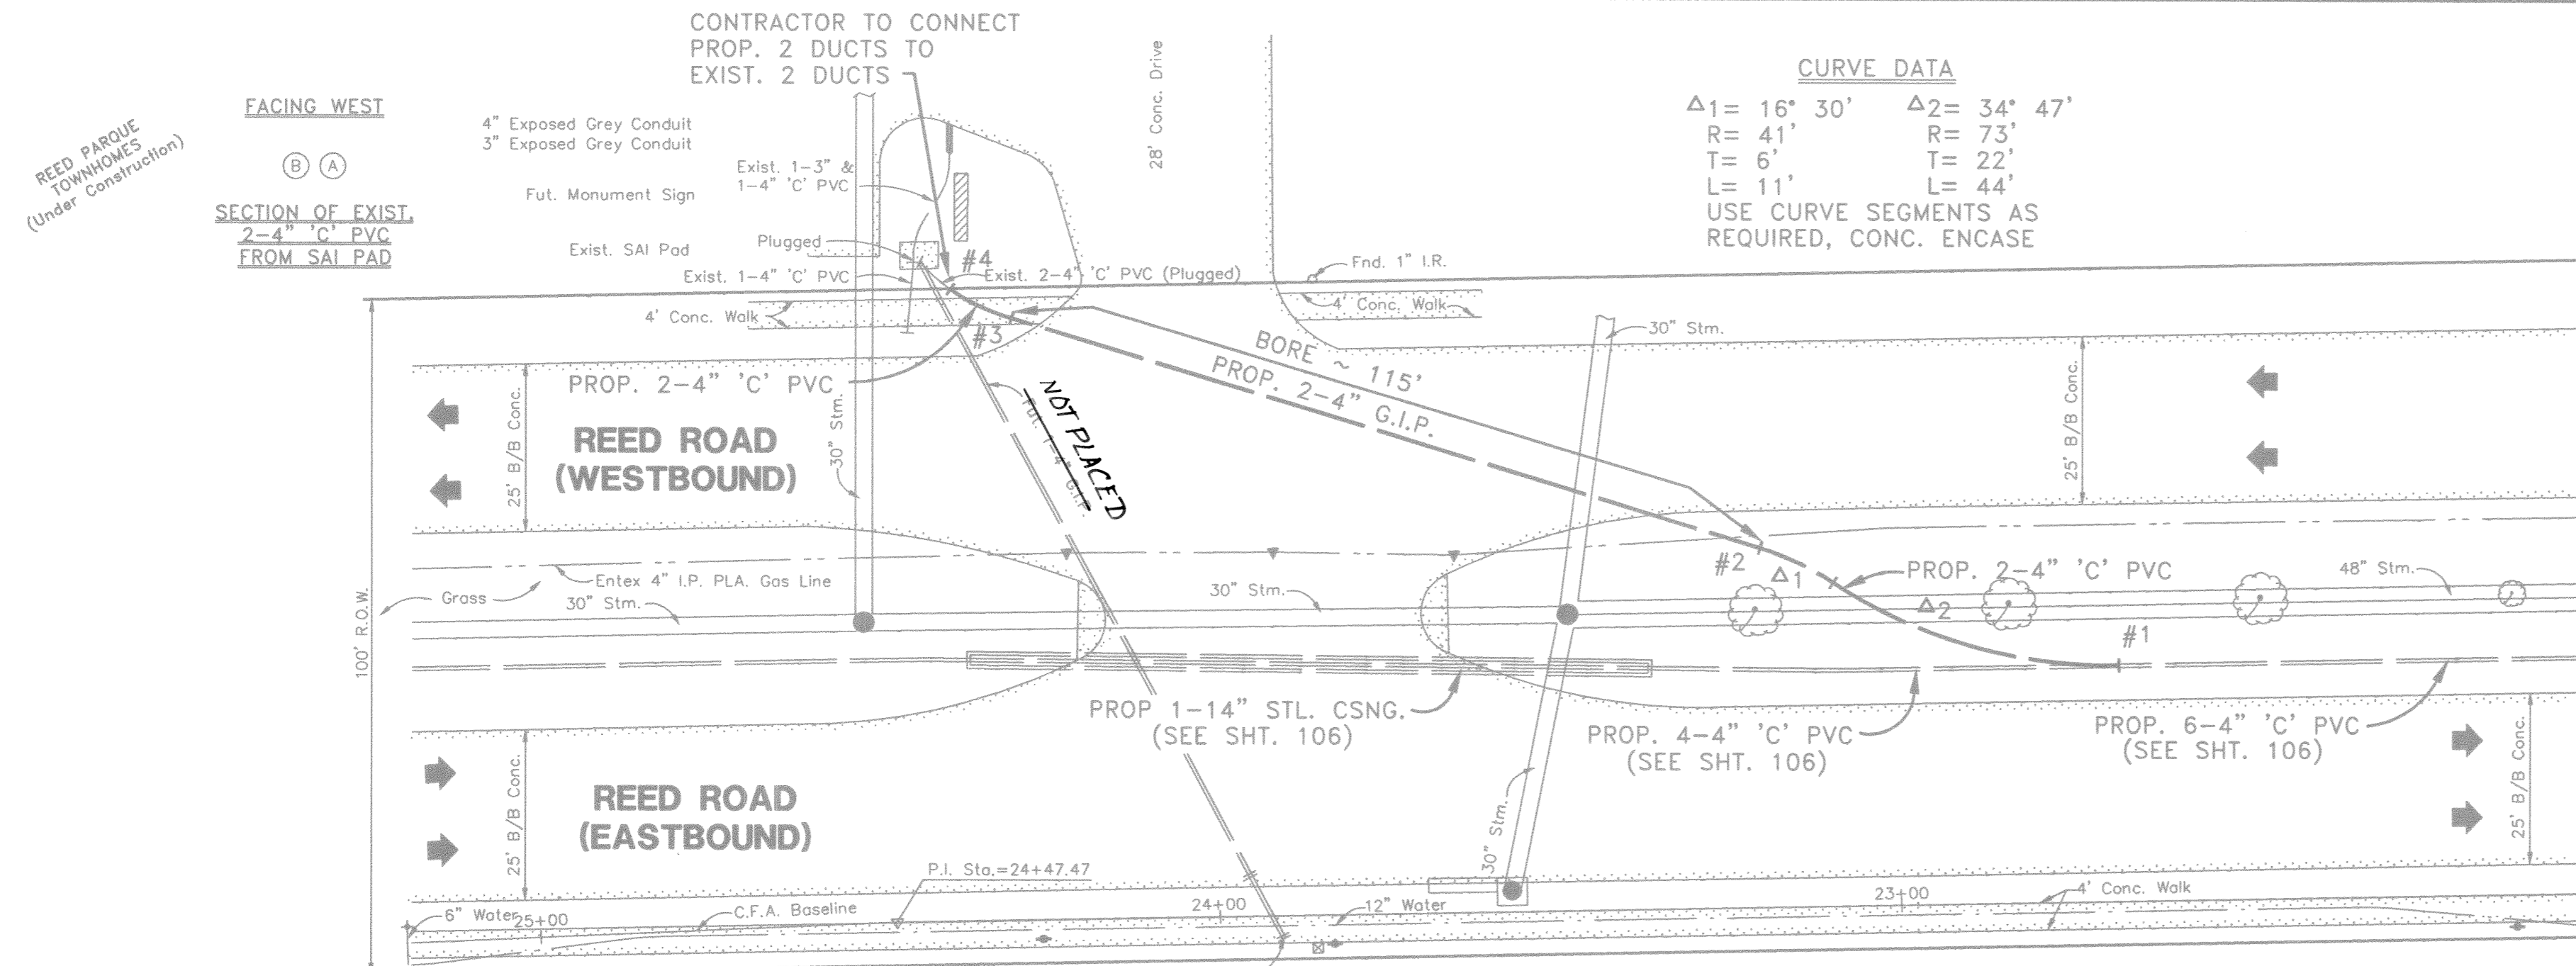 CONTRACTOR TO CONNECT
PROP. 2 DUCTS TO
EXIST. 2 DUCTS
FACING WEST
B A
SECTION OF EXIST.
2-4" 'C' PVC
FROM SAI PAD
REED PARQUE
TOWNHOMES
(Under Construction)
4" Exposed Grey Conduit
3" Exposed Grey Conduit
Exist. 1-3" &
1-4" 'C' PVC
Fut. Monument Sign
Exist. SAI Pad
Plugged
Exist. 1-4" 'C' PVC
#4
Exist. 2-4" 'C' PVC (Plugged)
28' Conc. Drive
CURVE DATA
Δ1= 16° 30' Δ2= 34° 47'
R= 41' R= 73'
T= 6' T= 22'
L= 11' L= 44'
USE CURVE SEGMENTS AS
REQUIRED, CONC. ENCASE
Fnd. 1" I.R.
4' Conc. Walk
4' Conc. Walk
#3
30" Stm.
BORE ~ 115'
PROP. 2-4" G.I.P.
PROP. 2-4" 'C' PVC
25' B/B Conc.
REED ROAD
(WESTBOUND)
30" Stm.
Fut. 1-4" G.I.P.
NOT PLACED
25' B/B Conc.
#2
Δ1
PROP. 2-4" 'C' PVC
48" Stm.
Δ2
#1
Entex 4" I.P. PLA. Gas Line
Grass
30" Stm.
30" Stm.
100' R.O.W.
PROP 1-14" STL. CSNG.
(SEE SHT. 106)
PROP. 4-4" 'C' PVC
(SEE SHT. 106)
PROP. 6-4" 'C' PVC
(SEE SHT. 106)
25' B/B Conc.
REED ROAD
(EASTBOUND)
30" Stm.
25' B/B Conc.
P.I. Sta.=24+47.47
6" Water
25+00
C.F.A. Baseline
24+00
12" Water
23+00
4' Conc. Walk